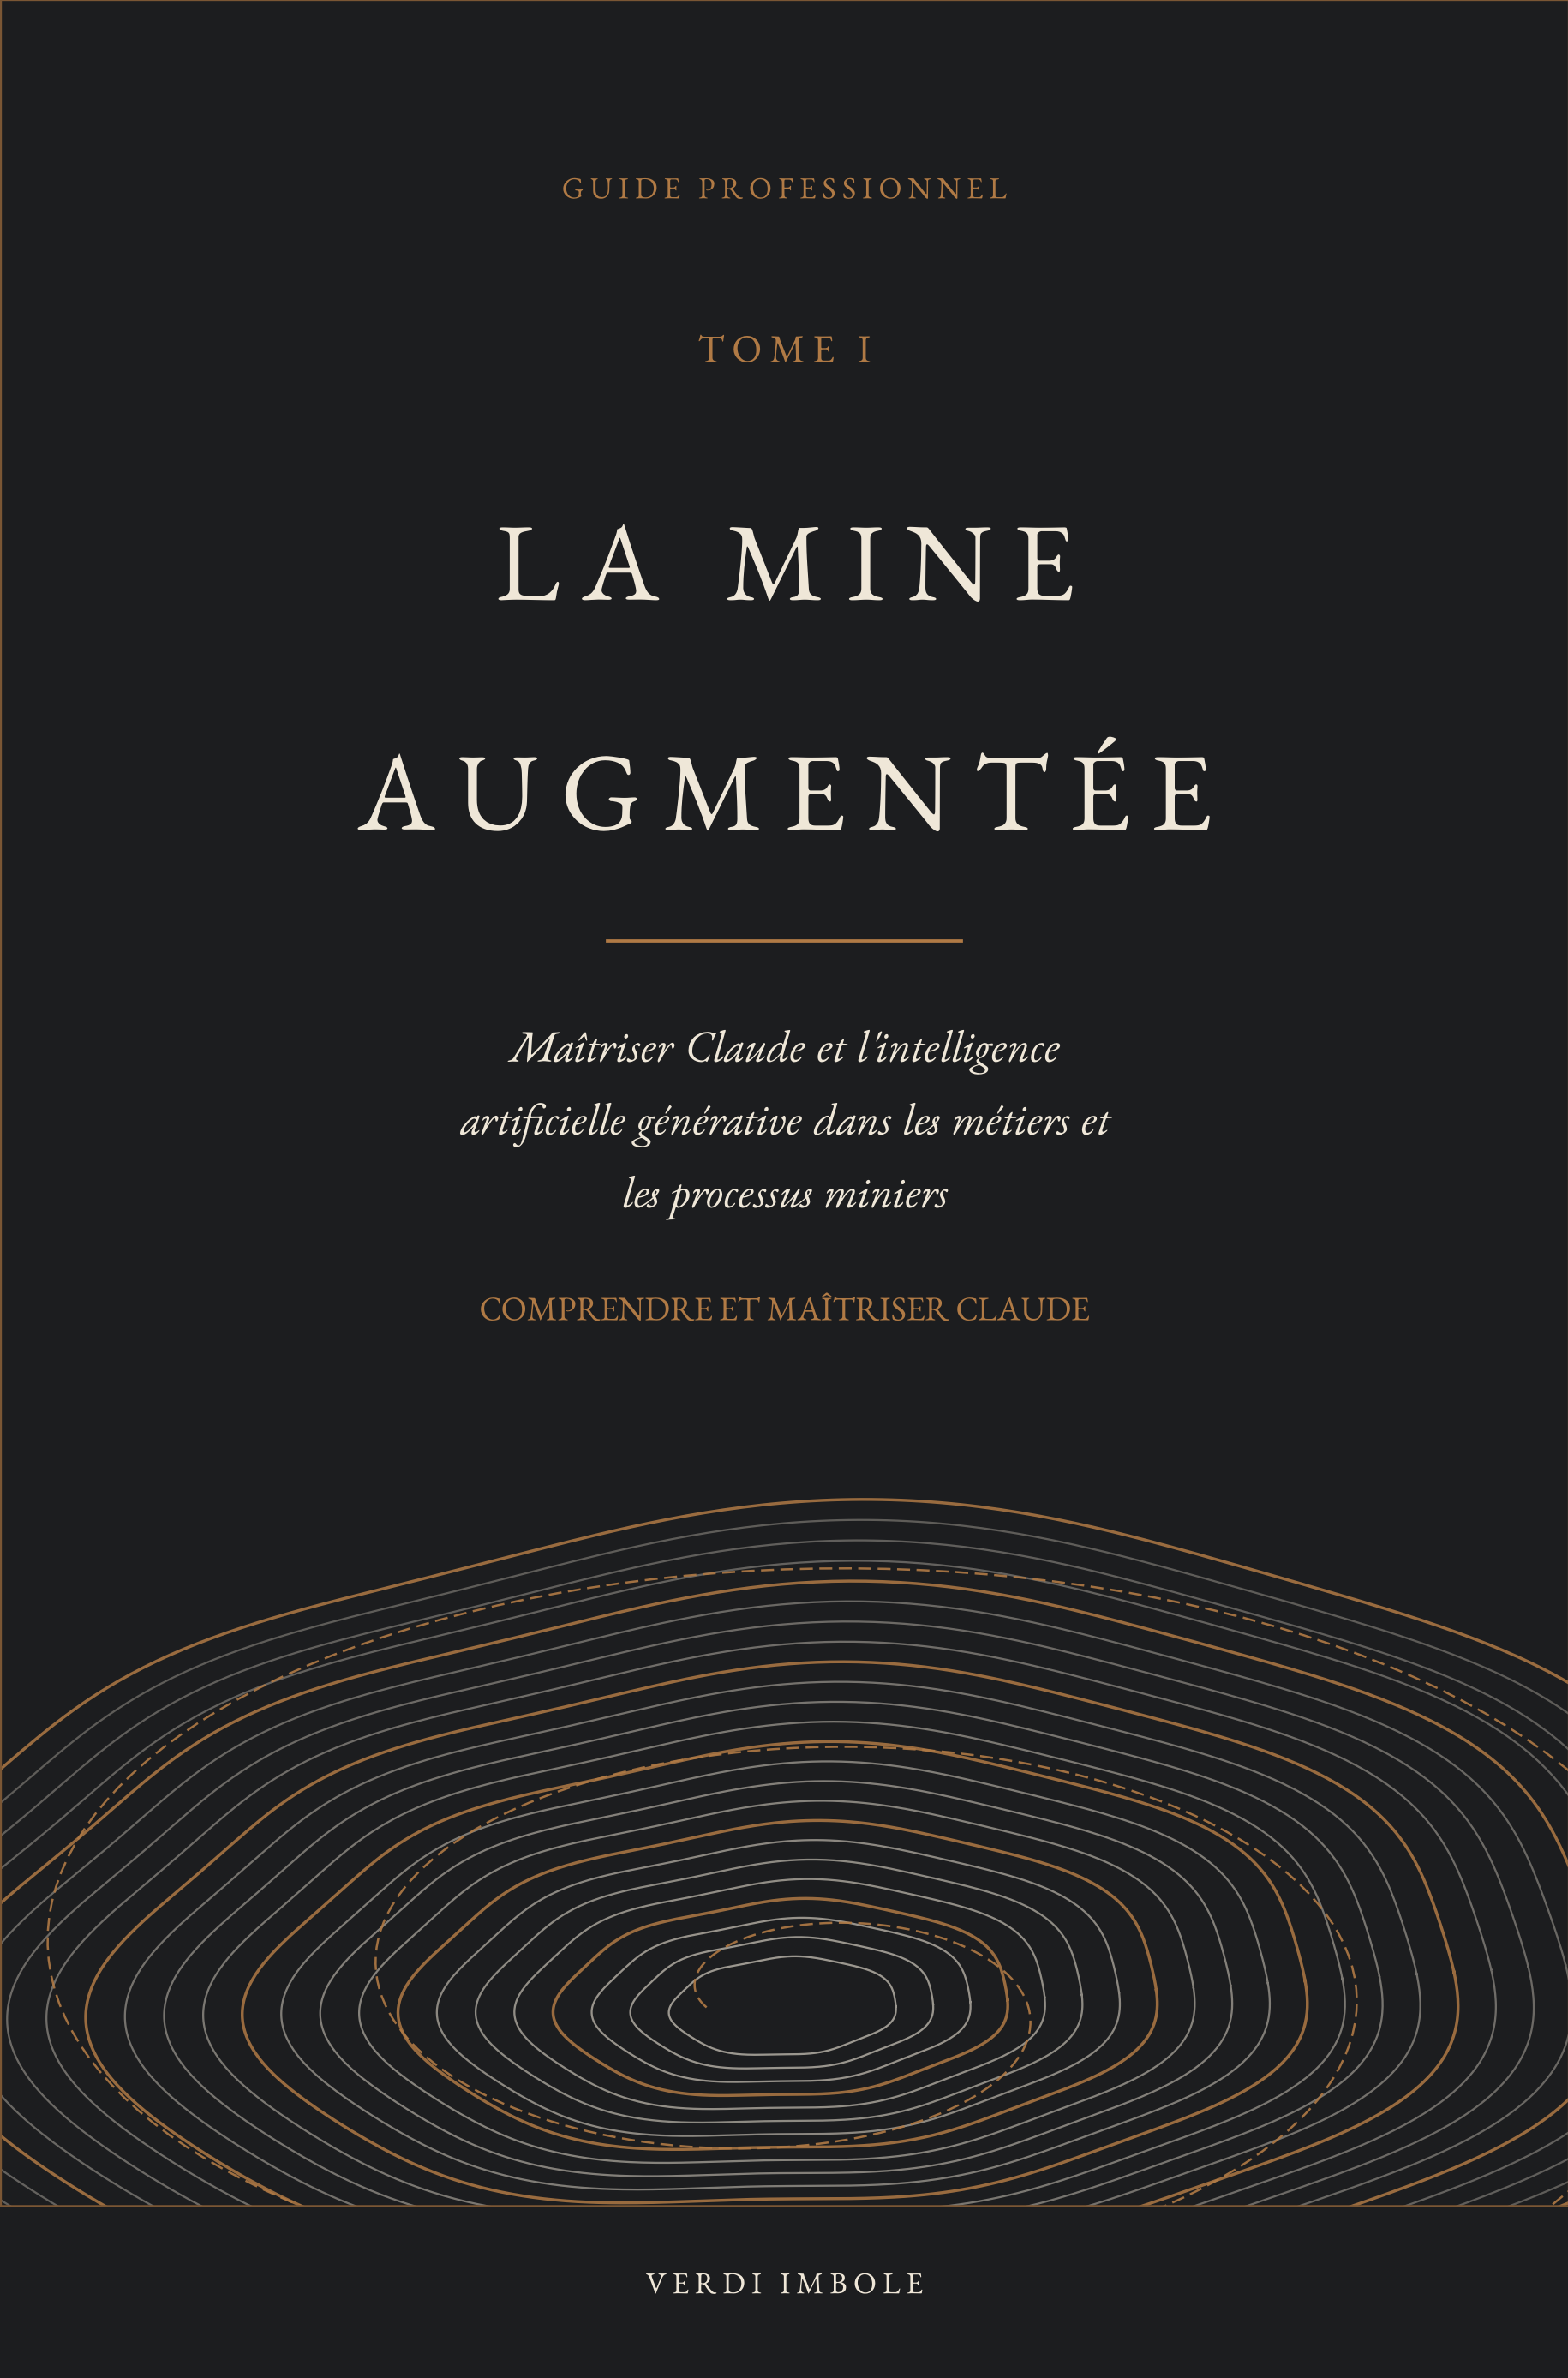 GUIDE PROFESSIONNEL
TOME I
LA MINE
AUGMENTÉE
Maîtriser Claude et l'intelligence
artificielle générative dans les métiers et
les processus miniers
COMPRENDRE ET MAÎTRISER CLAUDE
VERDI IMBOLE